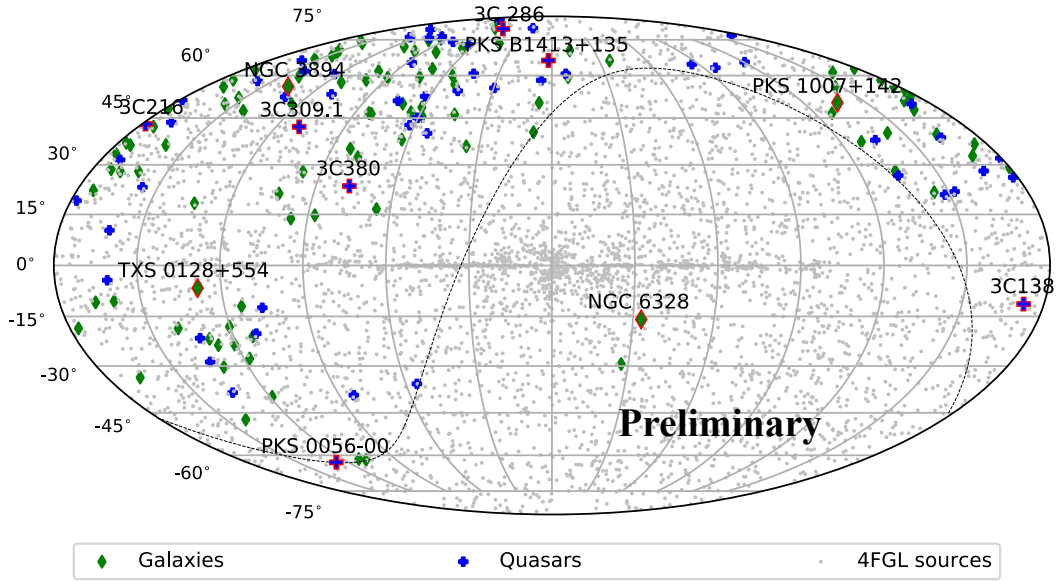 75°
3C 286
PKS B1413+135
60°
NGC 3894
PKS 1007+142
45°
3C216
3C309.1
30°
3C380
15°
0°
TXS 0128+554
3C138
NGC 6328
-15°
-30°
Preliminary
-45°
PKS 0056-00
-60°
-75°
Galaxies
Quasars
4FGL sources